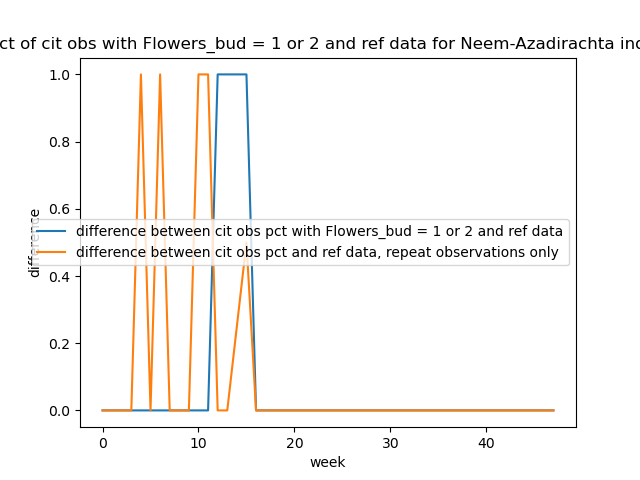 ct of cit obs with Flowers_bud = 1 or 2 and ref data for Neem-Azadirachta inc
1.0
0.8
0.6
0.4
0.2
0.0
difference
difference between cit obs pct with Flowers_bud = 1 or 2 and ref data
difference between cit obs pct and ref data, repeat observations only
0 10 20 30 40
week